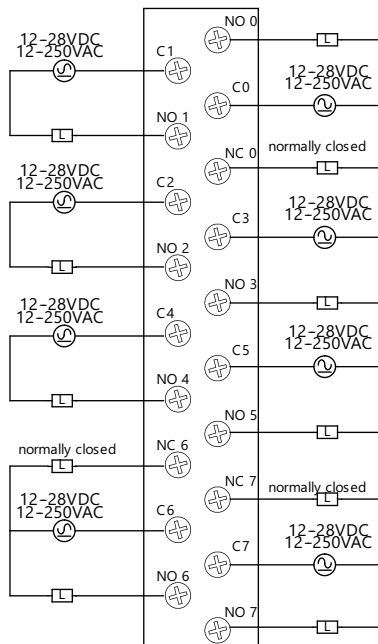 NO 0
L
12-28VDC
12-250VAC
C1
C0
12-28VDC
12-250VAC
NO 1
L
NC 0
normally closed
L
12-28VDC
12-250VAC
C2
C3
12-28VDC
12-250VAC
NO 2
L
NO 3
L
12-28VDC
12-250VAC
C4
C5
12-28VDC
12-250VAC
NO 4
L
NO 5
L
normally closed
L
NC 6
NC 7
normally closed
L
12-28VDC
12-250VAC
C6
C7
12-28VDC
12-250VAC
NO 6
L
NO 7
L